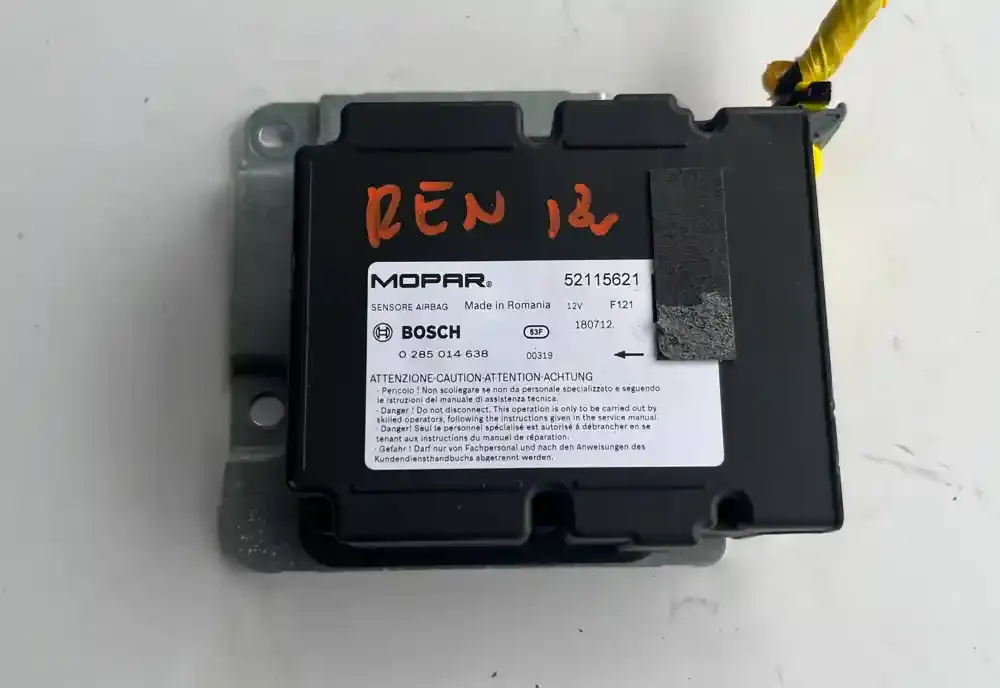 REN 12
MOPAR® 52115621
SENSORE AIRBAG Made in Romania 12V F121
BOSCH 53F 180712
0 285 014 638 00319
ATTENZIONE-CAUTION-ATTENTION-ACHTUNG
- Pericolo ! Non scollegare se non da personale specializzato e seguendo
le istruzioni del manuale di assistenza tecnica.
- Danger ! Do not disconnect. This operation is only to be carried out by
skilled operators, following the instructions given in the service manual.
- Danger! Seul le personnel spécialisé est autorisé à débrancher en se
tenant aux instructions du manuel de réparation.
- Gefahr ! Darf nur von Fachpersonal und nach den Anweisungen des
Kundendiensthandbuchs abgetrennt werden.